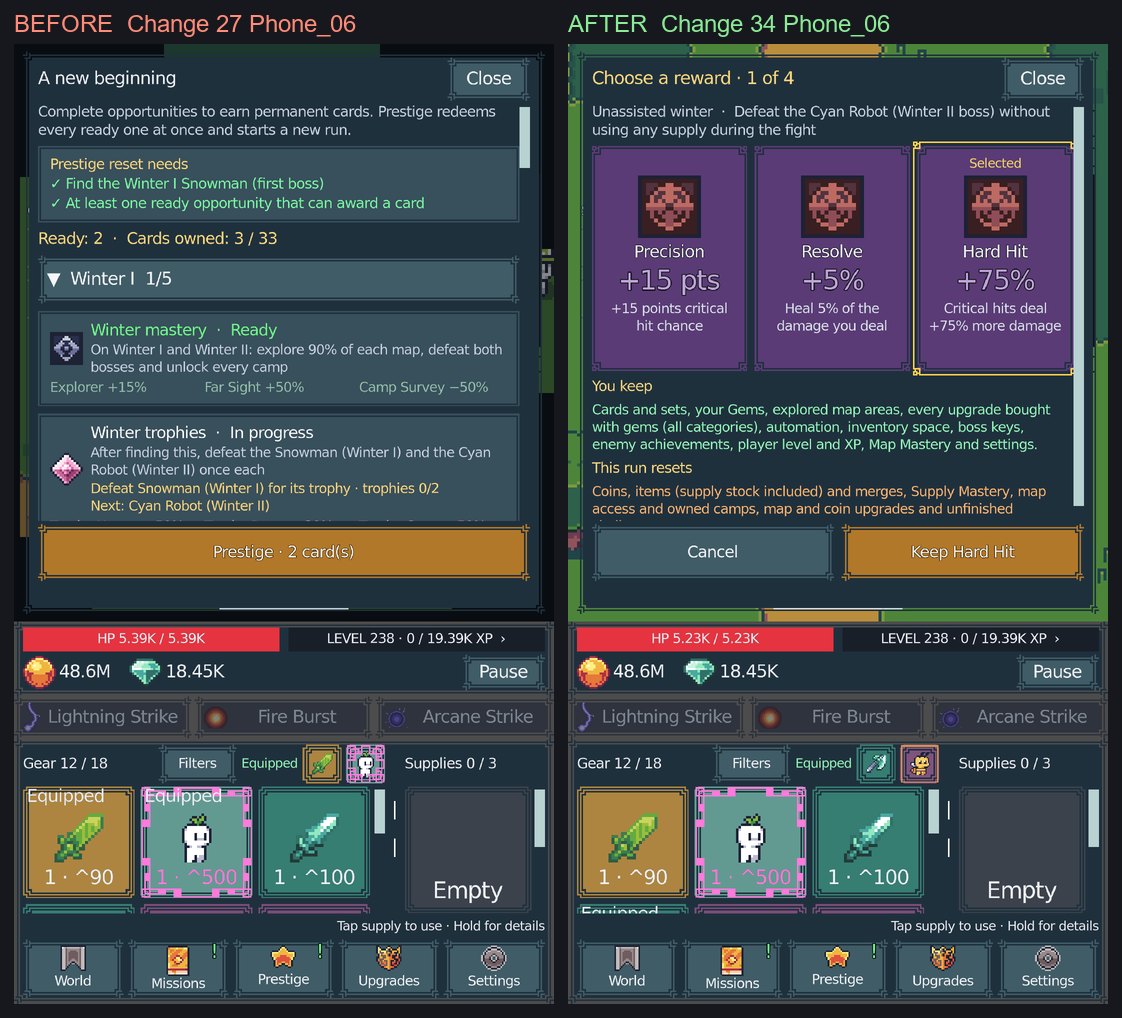 BEFORE  Change 27 Phone_06
A new beginning
Close
Complete opportunities to earn permanent cards. Prestige redeems
every ready one at once and starts a new run.
Prestige reset needs
✓ Find the Winter I Snowman (first boss)
✓ At least one ready opportunity that can award a card
Ready: 2  ·  Cards owned: 3 / 33
▼ Winter I  1/5
Winter mastery  ·  Ready
On Winter I and Winter II: explore 90% of each map, defeat both
bosses and unlock every camp
Explorer +15%
Far Sight +50%
Camp Survey −50%
Winter trophies  ·  In progress
After finding this, defeat the Snowman (Winter I) and the Cyan
Robot (Winter II) once each
Defeat Snowman (Winter I) for its trophy · trophies 0/2
Next: Cyan Robot (Winter II)
Prestige · 2 card(s)
HP 5.39K / 5.39K
LEVEL 238 · 0 / 19.39K XP  ›
48.6M
18.45K
Pause
Lightning Strike
Fire Burst
Arcane Strike
Gear 12 / 18
Filters
Equipped
Supplies 0 / 3
Equipped
Equipped
1 · ^90
1 · ^500
1 · ^100
Empty
Tap supply to use · Hold for details
World
Missions
!
Prestige
!
Upgrades
Settings
AFTER  Change 34 Phone_06
Choose a reward · 1 of 4
Close
Unassisted winter  ·  Defeat the Cyan Robot (Winter II boss) without
using any supply during the fight
Precision
+15 pts
+15 points critical
hit chance
Resolve
+5%
Heal 5% of the
damage you deal
Selected
Hard Hit
+75%
Critical hits deal
+75% more damage
You keep
Cards and sets, your Gems, explored map areas, every upgrade bought
with gems (all categories), automation, inventory space, boss keys,
enemy achievements, player level and XP, Map Mastery and settings.
This run resets
Coins, items (supply stock included) and merges, Supply Mastery, map
access and owned camps, map and coin upgrades and unfinished
Cancel
Keep Hard Hit
HP 5.23K / 5.23K
LEVEL 238 · 0 / 19.39K XP  ›
48.6M
18.45K
Pause
Lightning Strike
Fire Burst
Arcane Strike
Gear 12 / 18
Filters
Equipped
Supplies 0 / 3
1 · ^90
1 · ^500
1 · ^100
Empty
Equipped
Tap supply to use · Hold for details
World
Missions
!
Prestige
!
Upgrades
Settings